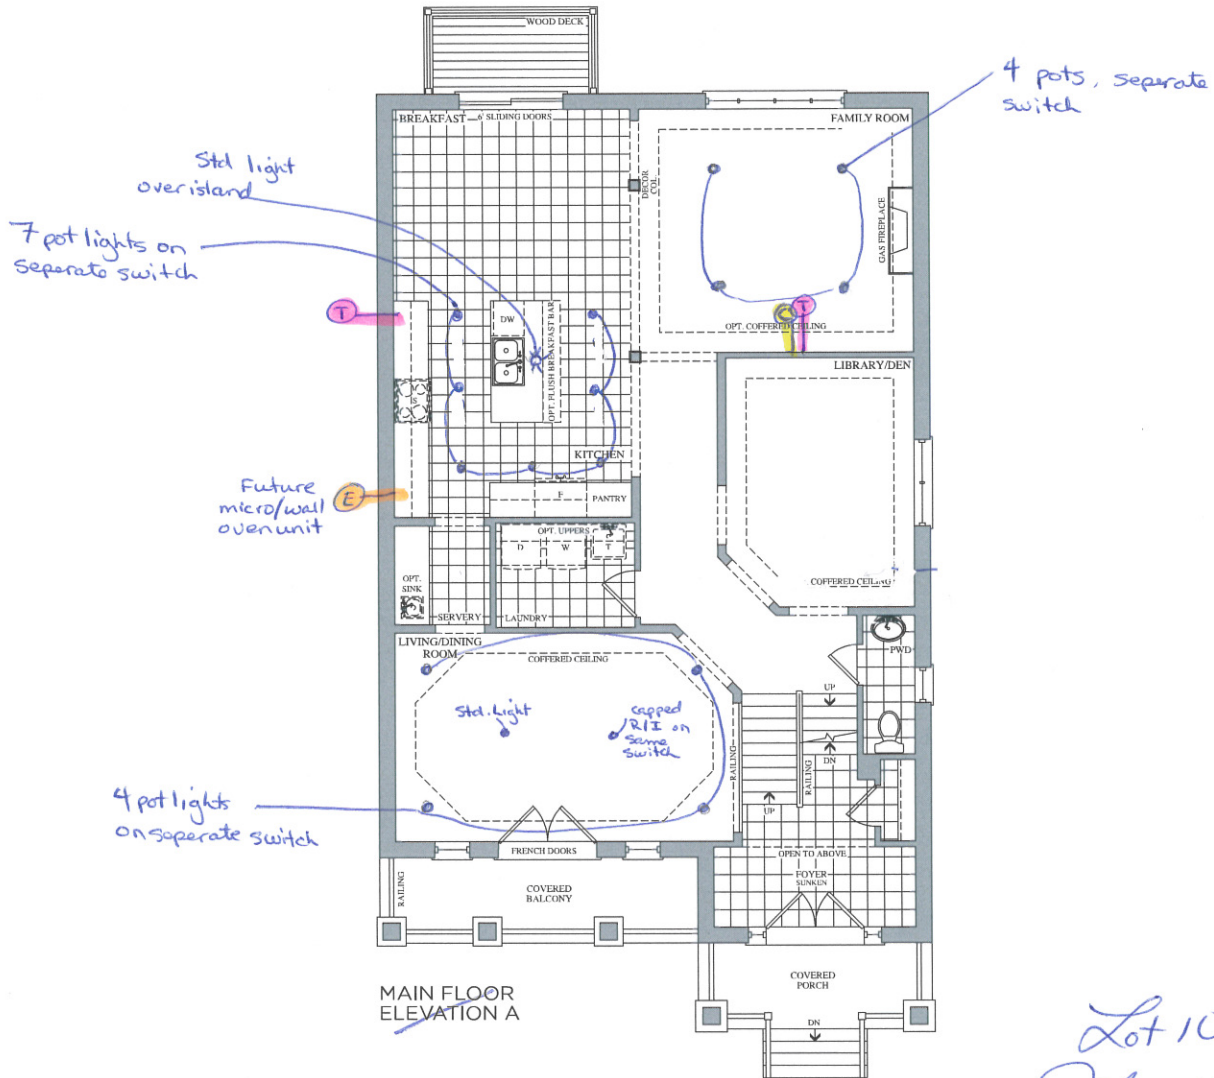 WOOD DECK
4 pots, seperate
switch
BREAKFAST
6' SLIDING DOORS
FAMILY ROOM
Std light
over island
DECOR
COL.
GAS FIREPLACE
7 pot lights on
seperate switch
T
DW
OPT. FLUSH BREAKFAST BAR
C
T
OPT. COFFERED CEILING
LIBRARY/DEN
S
KITCHEN
Future
micro/wall
oven unit
E
F
PANTRY
OPT. UPPERS
D
W
T
OPT.
SINK
COFFERED CEILING
SERVERY
LAUNDRY
LIVING/DINING
ROOM
COFFERED CEILING
PWD
UP
Std. Light
capped
R/I on
same
switch
RAILING
RAILING
DN
UP
4 pot lights
on seperate switch
FRENCH DOORS
OPEN TO ABOVE
FOYER
SUNKEN
RAILING
COVERED
BALCONY
COVERED
PORCH
MAIN FLOOR
ELEVATION A
DN
Lot 10